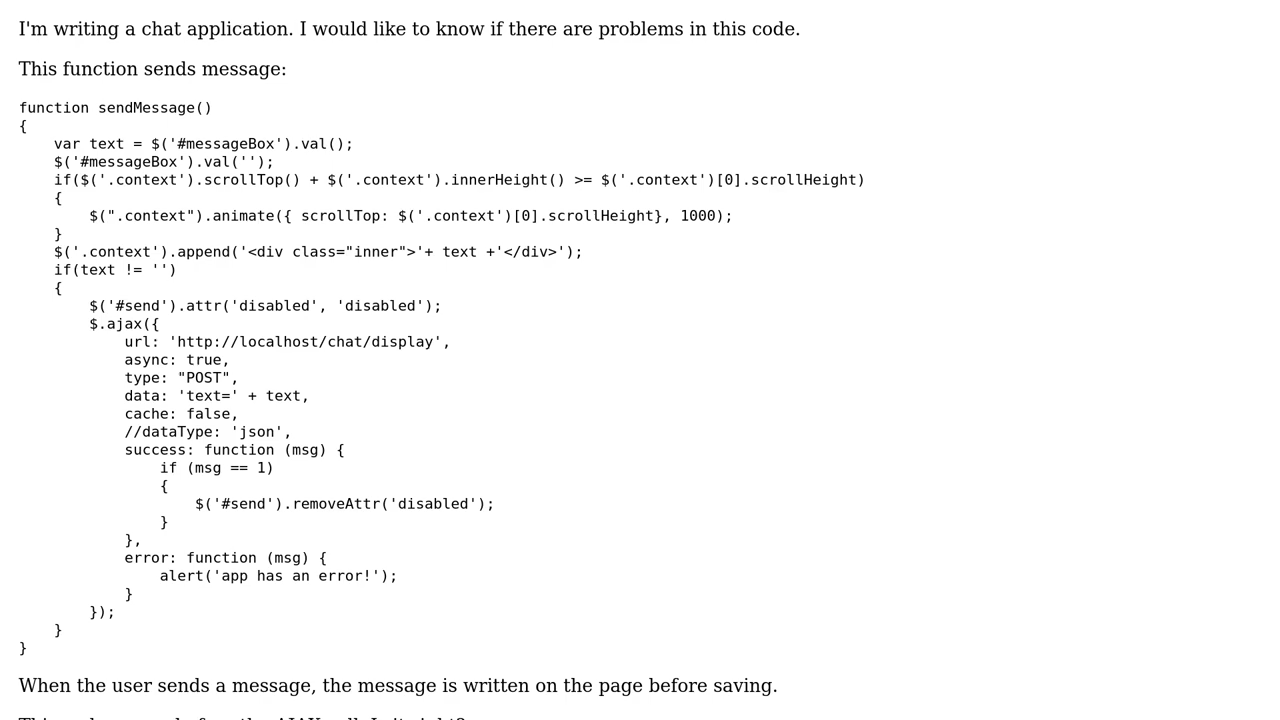 I'm writing a chat application. I would like to know if there are problems in this code.
This function sends message:
function sendMessage()
{
    var text = $('#messageBox').val();
    $('#messageBox').val('');
    if($('.context').scrollTop() + $('.context').innerHeight() >= $('.context')[0].scrollHeight)
    {
        $(".context").animate({ scrollTop: $('.context')[0].scrollHeight}, 1000);
    }
    $('.context').append('<div class="inner">'+ text +'</div>');
    if(text != '')
    {
        $('#send').attr('disabled', 'disabled');
        $.ajax({
            url: 'http://localhost/chat/display',
            async: true,
            type: "POST",
            data: 'text=' + text,
            cache: false,
            //dataType: 'json',
            success: function (msg) {
                if (msg == 1)
                {
                    $('#send').removeAttr('disabled');
                }
            },
            error: function (msg) {
                alert('app has an error!');
            }
        });
    }
}
When the user sends a message, the message is written on the page before saving.